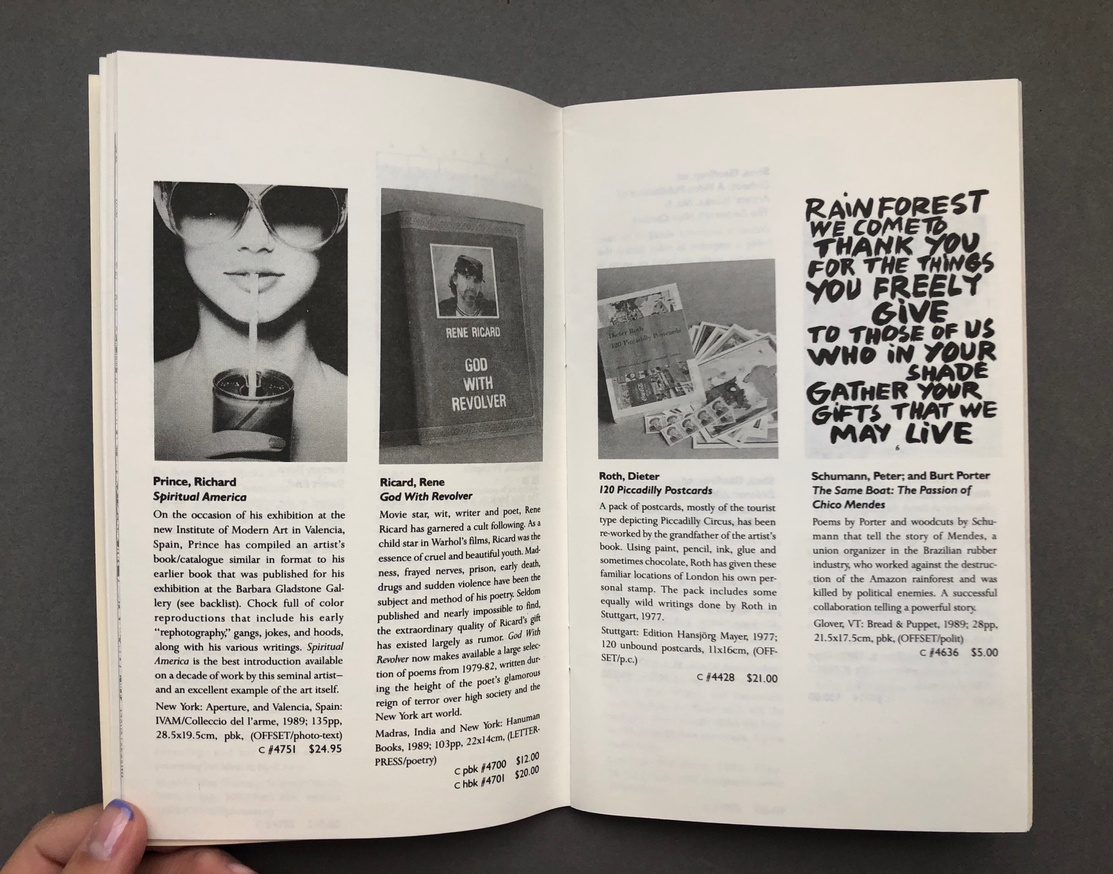 Prince, Richard
Spiritual America
On the occasion of his exhibition at the
new Institute of Modern Art in Valencia,
Spain, Prince has compiled an artist's
book/catalogue similar in format to his
earlier book that was published for his
exhibition at the Barbara Gladstone Gal-
lery (see backlist). Chock full of color
reproductions that include his early
"rephotography," gangs, jokes, and hoods,
along with his various writings. Spiritual
America is the best introduction available
on a decade of work by this seminal artist—
and an excellent example of the art itself.
New York: Aperture, and Valencia, Spain:
IVAM/Colleccio del l'arme, 1989; 135pp,
28.5x19.5cm, pbk, (OFFSET/photo-text)
C #4751 $24.95
RENE RICARD
GOD
WITH
REVOLVER
Ricard, Rene
God With Revolver
Movie star, wit, writer and poet, Rene
Ricard has garnered a cult following. As a
child star in Warhol's films, Ricard was the
essence of cruel and beautiful youth. Mad-
ness, frayed nerves, prison, early death,
drugs and sudden violence have been the
subject and method of his poetry. Seldom
published and nearly impossible to find,
the extraordinary quality of Ricard's gift
has existed largely as rumor. God With
Revolver now makes available a large selec-
tion of poems from 1979-82, written dur-
ing the height of the poet's glamorous
reign of terror over high society and the
New York art world.
Madras, India and New York: Hanuman
Books, 1989; 103pp, 22x14cm, (LETTER-
PRESS/poetry)
C pbk #4700 $12.00
C hbk #4701 $20.00
Dieter Roth
120 Piccadilly Postcards
Roth, Dieter
120 Piccadilly Postcards
A pack of postcards, mostly of the tourist
type depicting Piccadilly Circus, has been
re-worked by the grandfather of the artist's
book. Using paint, pencil, ink, glue and
sometimes chocolate, Roth has given these
familiar locations of London his own per-
sonal stamp. The pack includes some
equally wild writings done by Roth in
Stuttgart, 1977.
Stuttgart: Edition Hansjörg Mayer, 1977;
120 unbound postcards, 11x16cm, (OFF-
SET/p.c.)
C #4428 $21.00
RAINFOREST
WE COME TO
THANK YOU
FOR THE THINGS
YOU FREELY
GIVE
TO THOSE OF US
WHO IN YOUR
SHADE
GATHER YOUR
GIFTS THAT WE
MAY LIVE
Schumann, Peter; and Burt Porter
The Same Boat: The Passion of
Chico Mendes
Poems by Porter and woodcuts by Schu-
mann that tell the story of Mendes, a
union organizer in the Brazilian rubber
industry, who worked against the destruc-
tion of the Amazon rainforest and was
killed by political enemies. A successful
collaboration telling a powerful story.
Glover, VT: Bread & Puppet, 1989; 28pp,
21.5x17.5cm, pbk, (OFFSET/polit)
C #4636 $5.00